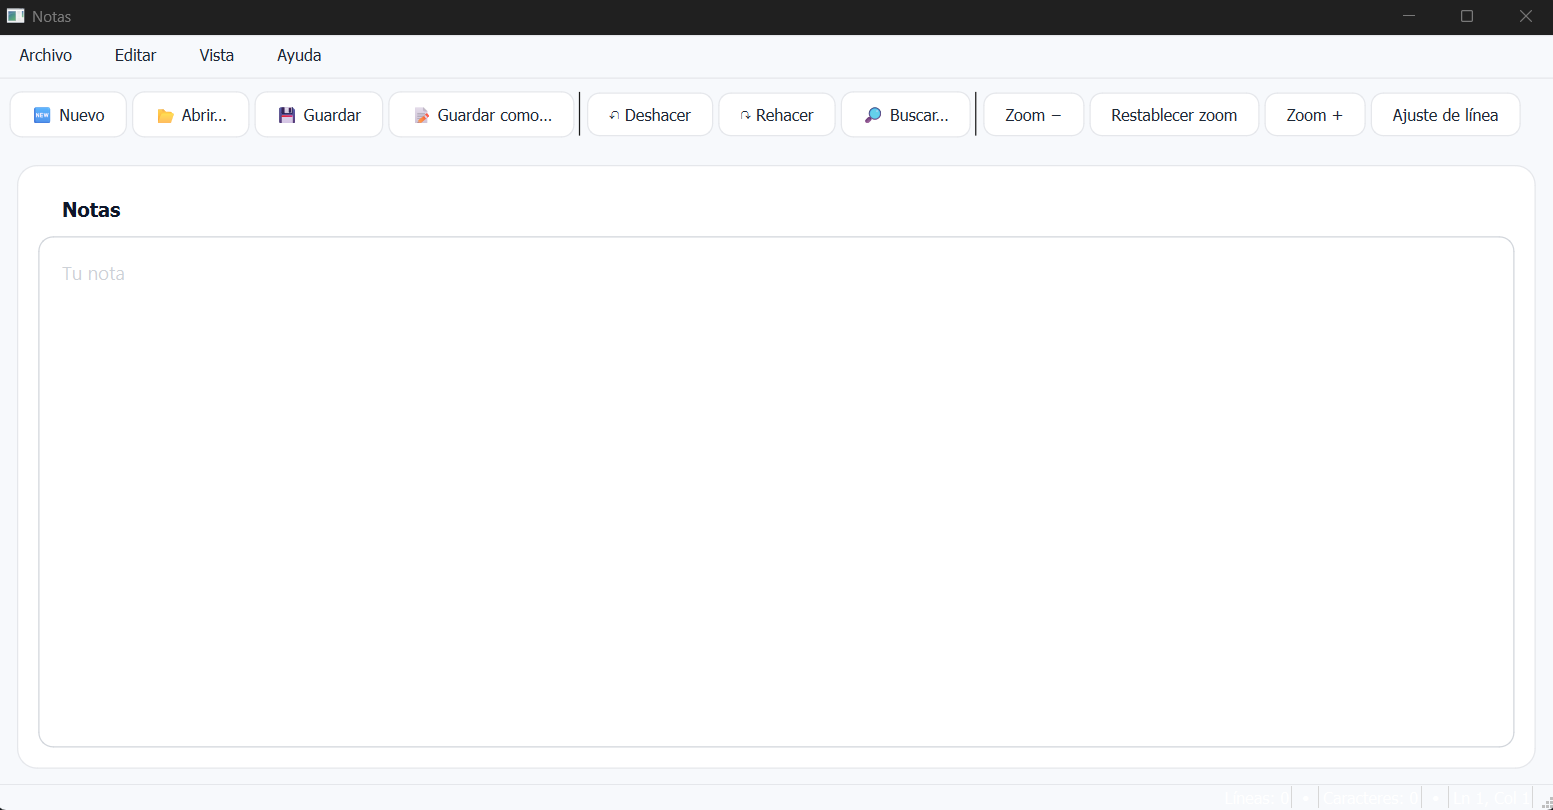 Notas
Archivo Editar Vista Ayuda
NEW Nuevo Abrir... Guardar Guardar como... Deshacer Rehacer Buscar... Zoom − Restablecer zoom Zoom + Ajuste de línea
Notas
Tu nota
Líneas: 0 • Caracteres: 0 • Ln 1, Col 1